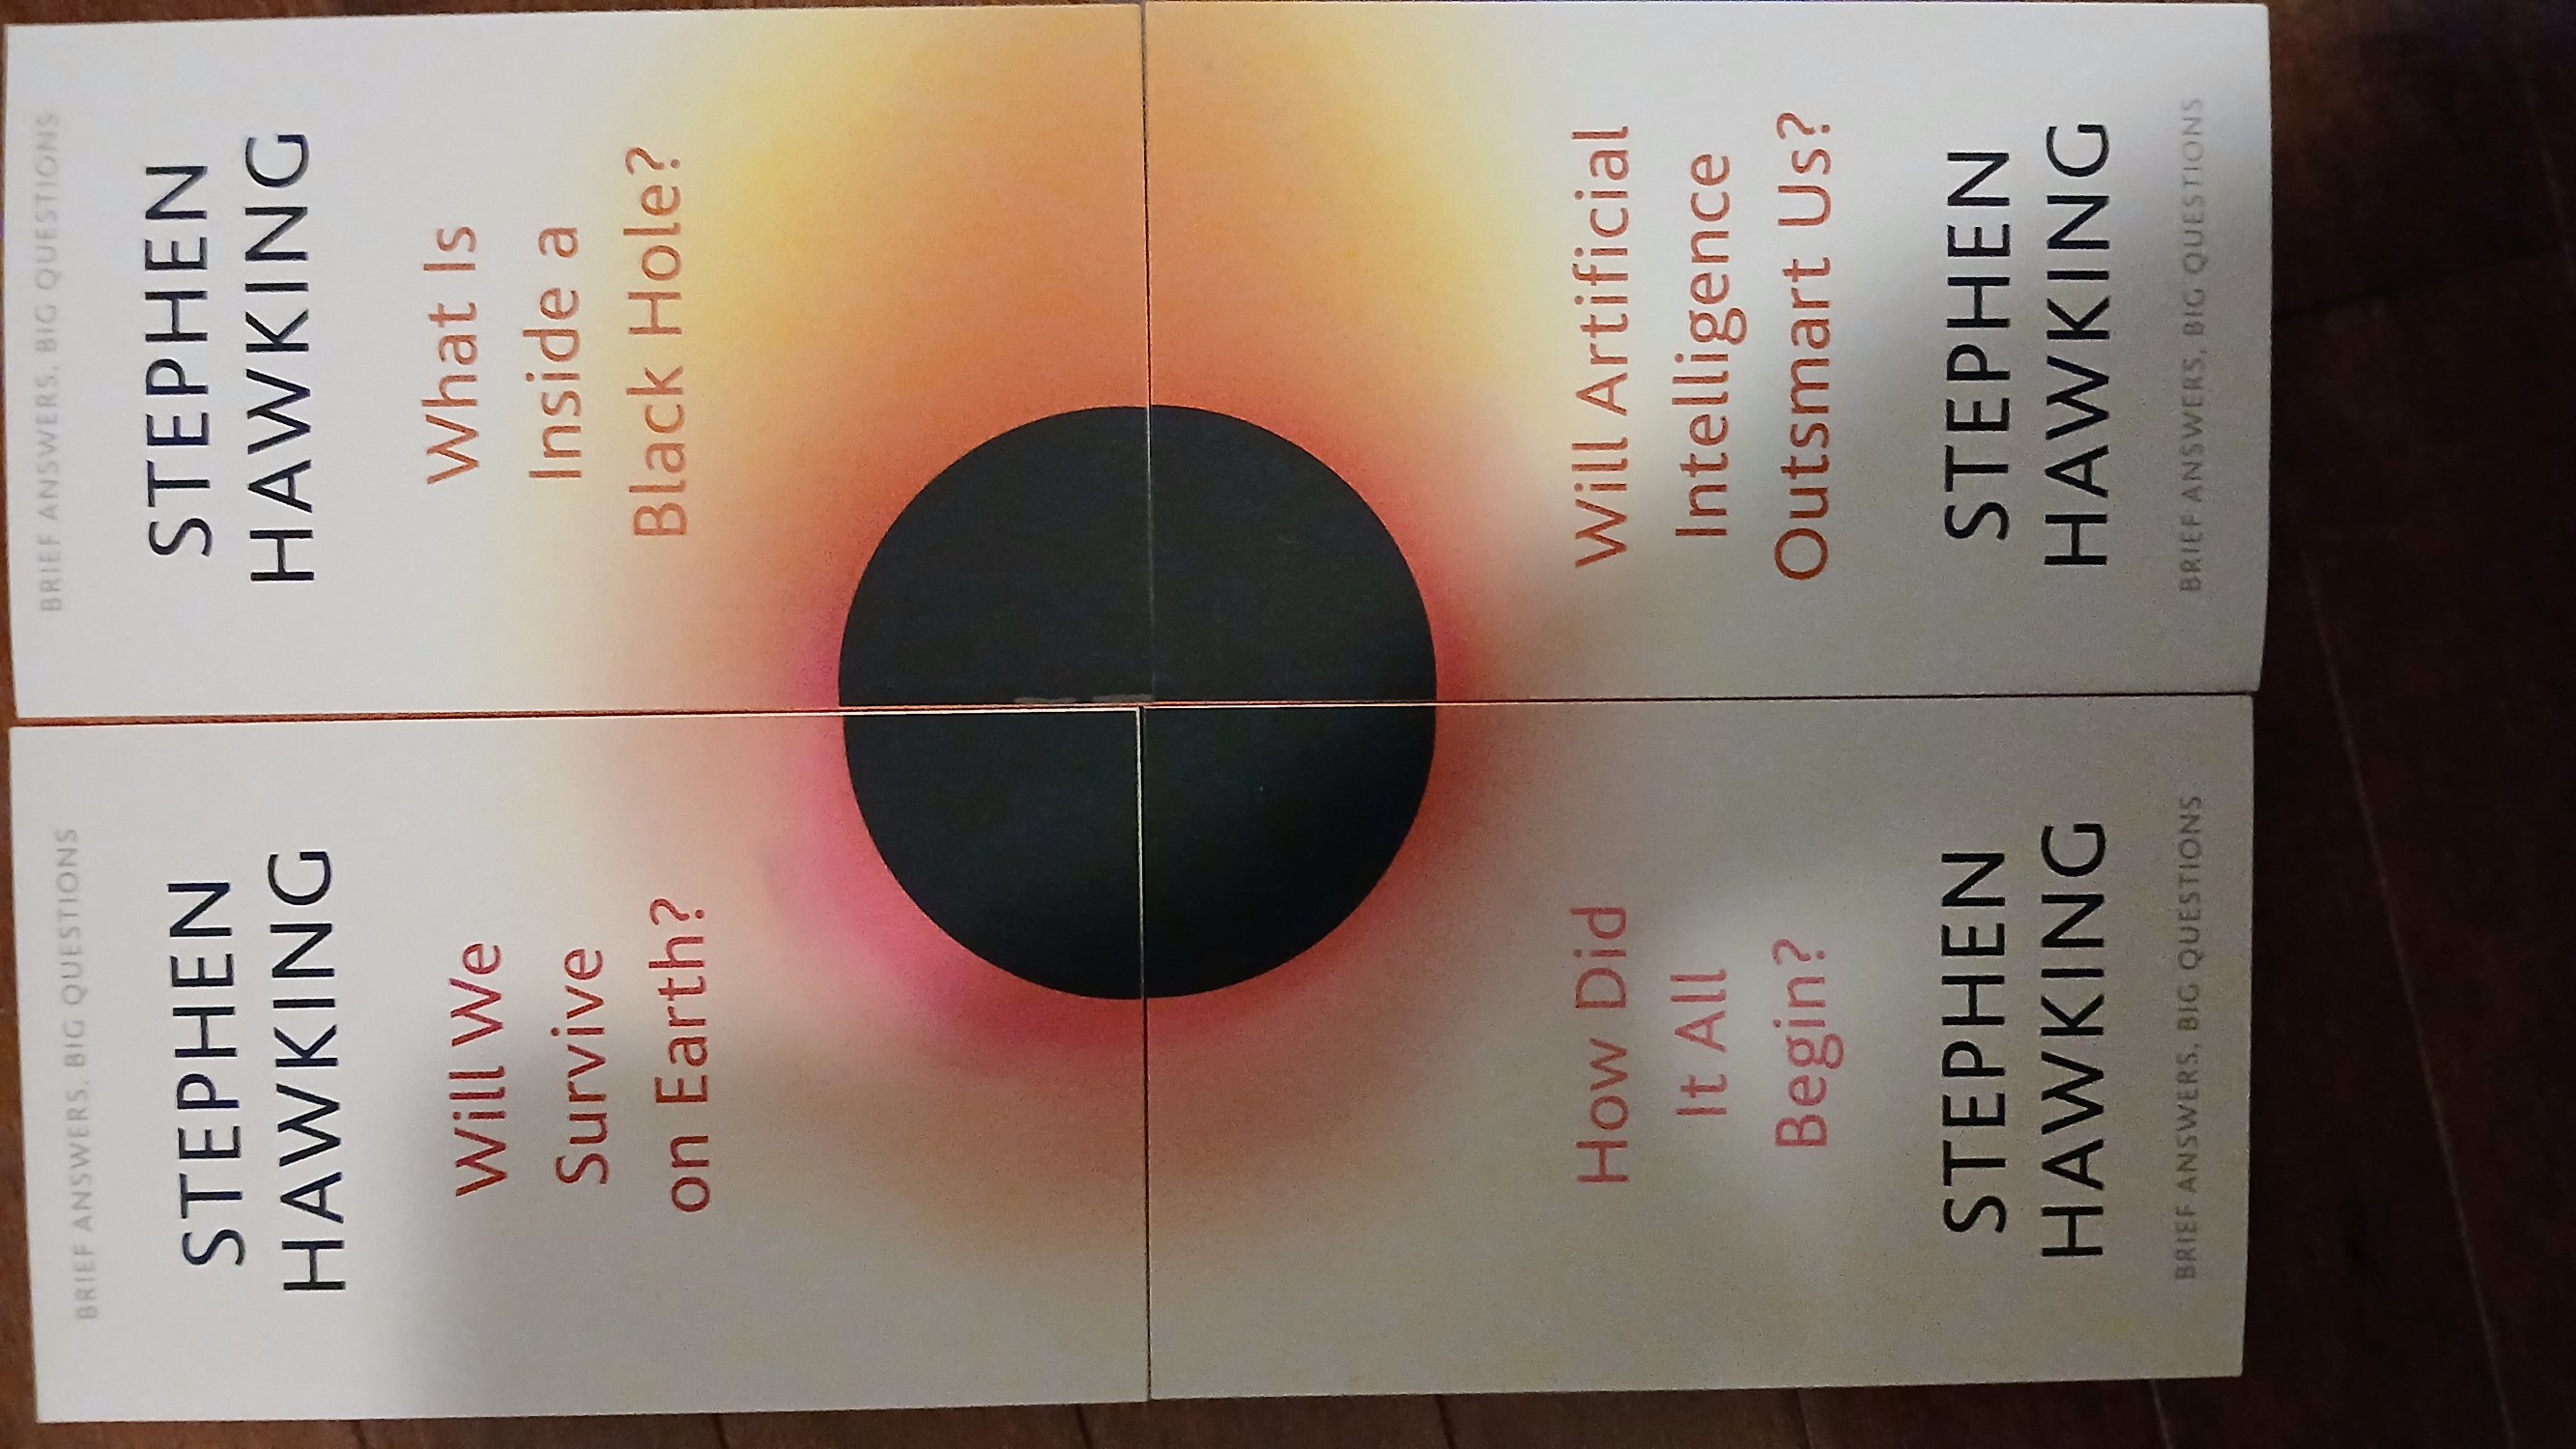 BRIEF ANSWERS, BIG QUESTIONS
STEPHEN
HAWKING
Will We
Survive
on Earth?
BRIEF ANSWERS, BIG QUESTIONS
STEPHEN
HAWKING
What Is
Inside a
Black Hole?
How Did
It All
Begin?
STEPHEN
HAWKING
BRIEF ANSWERS, BIG QUESTIONS
Will Artificial
Intelligence
Outsmart Us?
STEPHEN
HAWKING
BRIEF ANSWERS, BIG QUESTIONS